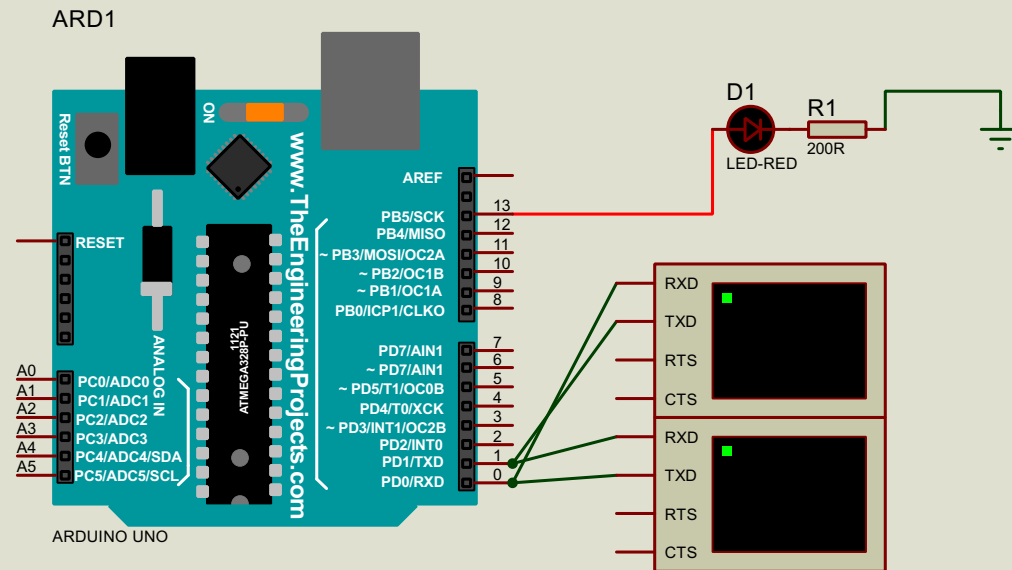 ARD1
Reset BTN
ON
www.TheEngineeringProjects.com
RESET
ANALOG IN
1121
ATMEGA328P-PU
A0 PC0/ADC0
A1 PC1/ADC1
A2 PC2/ADC2
A3 PC3/ADC3
A4 PC4/ADC4/SDA
A5 PC5/ADC5/SCL
AREF
PB5/SCK 13
PB4/MISO 12
~ PB3/MOSI/OC2A 11
~ PB2/OC1B 10
~ PB1/OC1A 9
PB0/ICP1/CLKO 8
PD7/AIN1 7
~ PD7/AIN1 6
~ PD5/T1/OC0B 5
PD4/T0/XCK 4
~ PD3/INT1/OC2B 3
PD2/INT0 2
PD1/TXD 1
PD0/RXD 0
ARDUINO UNO
D1
LED-RED
R1
200R
RXD
TXD
RTS
CTS
RXD
TXD
RTS
CTS